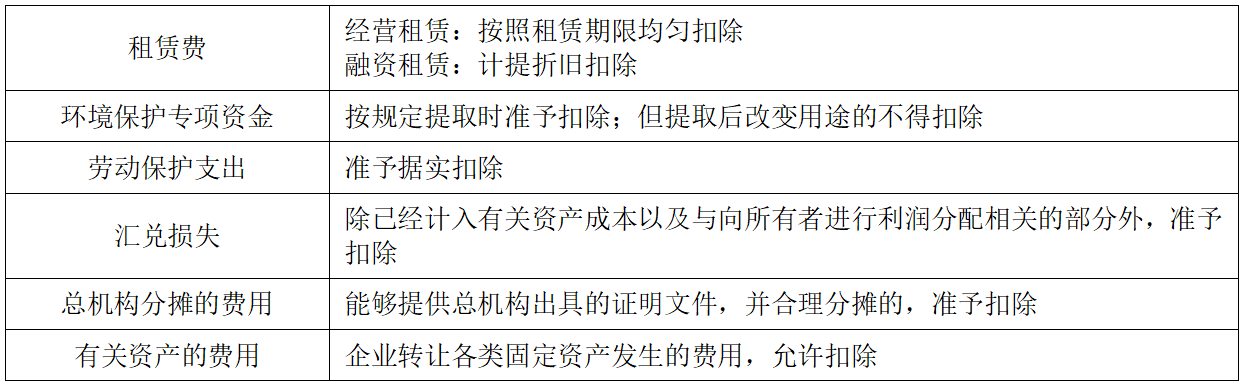 租赁费
经营租赁：按照租赁期限均匀扣除
融资租赁：计提折旧扣除
环境保护专项资金
按规定提取时准予扣除；但提取后改变用途的不得扣除
劳动保护支出
准予据实扣除
汇兑损失
除已经计入有关资产成本以及与向所有者进行利润分配相关的部分外，准予
扣除
总机构分摊的费用
能够提供总机构出具的证明文件，并合理分摊的，准予扣除
有关资产的费用
企业转让各类固定资产发生的费用，允许扣除